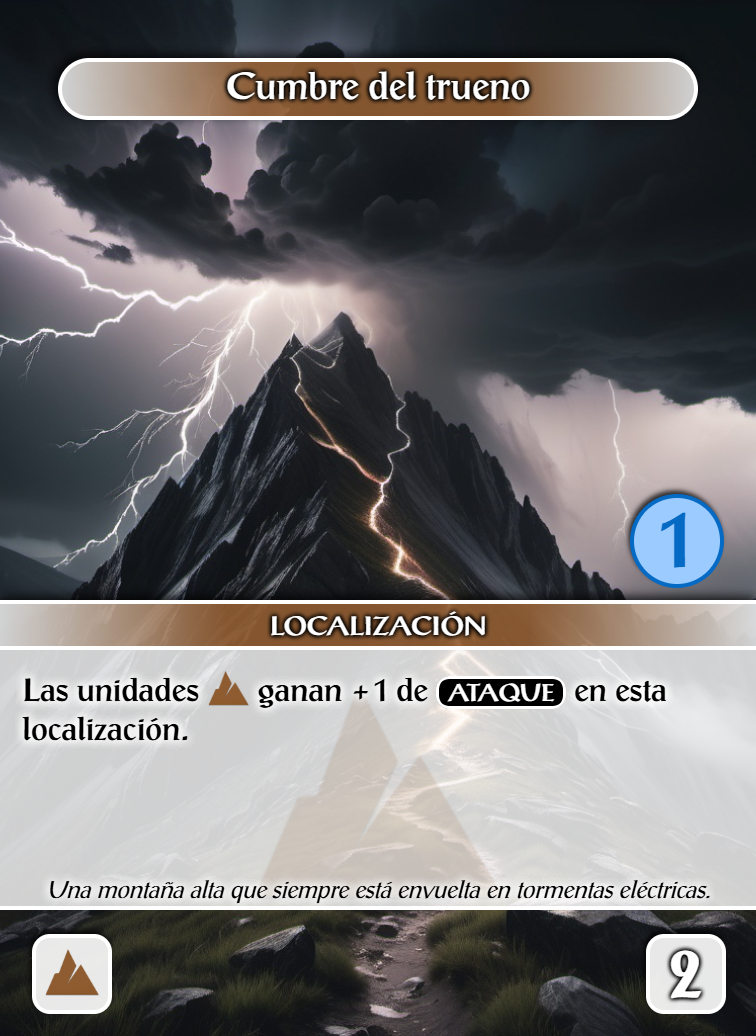 Cumbre del trueno
1
LOCALIZACIÓN
Las unidades ganan +1 de ATAQUE en esta
localización.
Una montaña alta que siempre está envuelta en tormentas eléctricas.
2